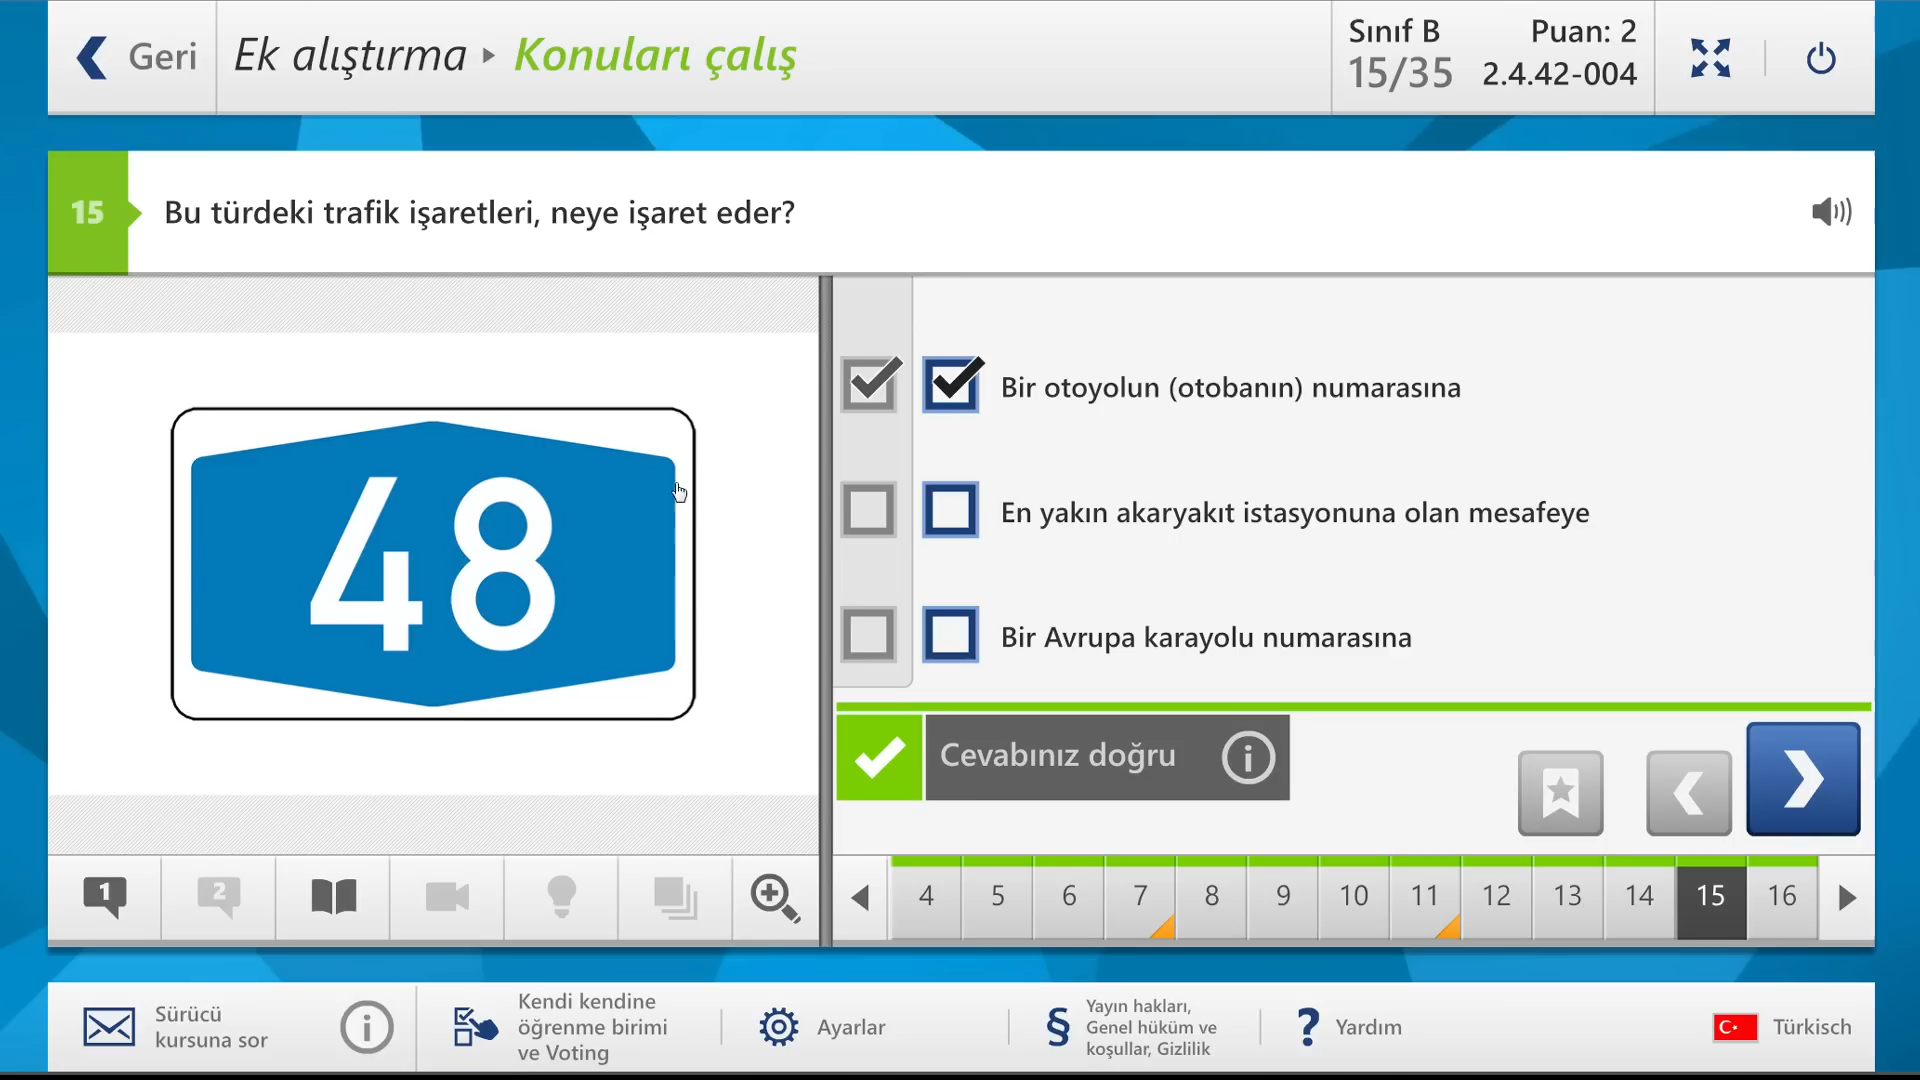 Geri
Ek alıştırma ▸ Konuları çalış
Sınıf B
15/35
Puan: 2
2.4.42-004
15
Bu türdeki trafik işaretleri, neye işaret eder?
48
Bir otoyolun (otobanın) numarasına
En yakın akaryakıt istasyonuna olan mesafeye
Bir Avrupa karayolu numarasına
Cevabınız doğru
1
2
4
5
6
7
8
9
10
11
12
13
14
15
16
Sürücü
kursuna sor
Kendi kendine
öğrenme birimi
ve Voting
Ayarlar
§
Yayın hakları,
Genel hüküm ve
koşullar, Gizlilik
?
Yardım
Türkisch